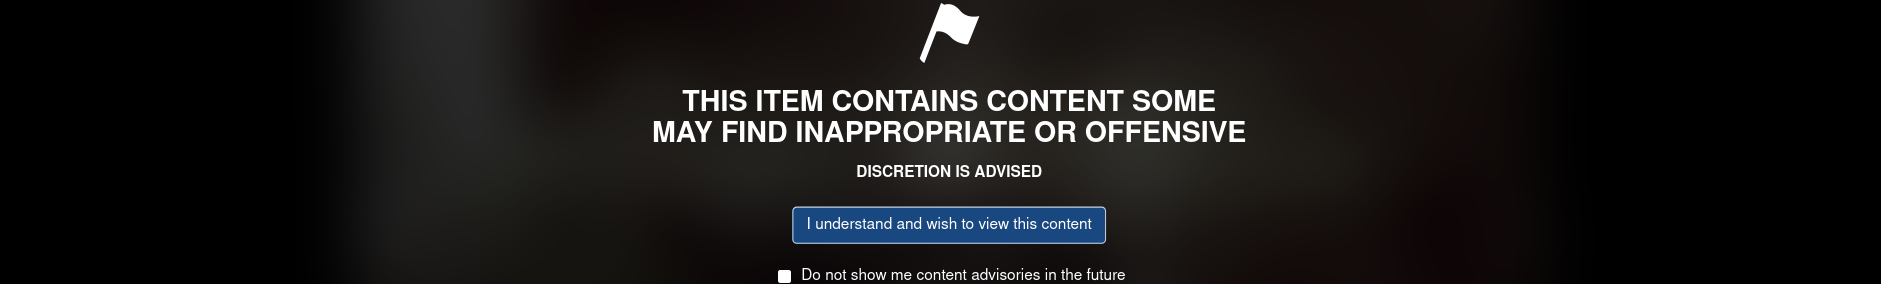 THIS ITEM CONTAINS CONTENT SOME
MAY FIND INAPPROPRIATE OR OFFENSIVE
DISCRETION IS ADVISED
I understand and wish to view this content
Do not show me content advisories in the future